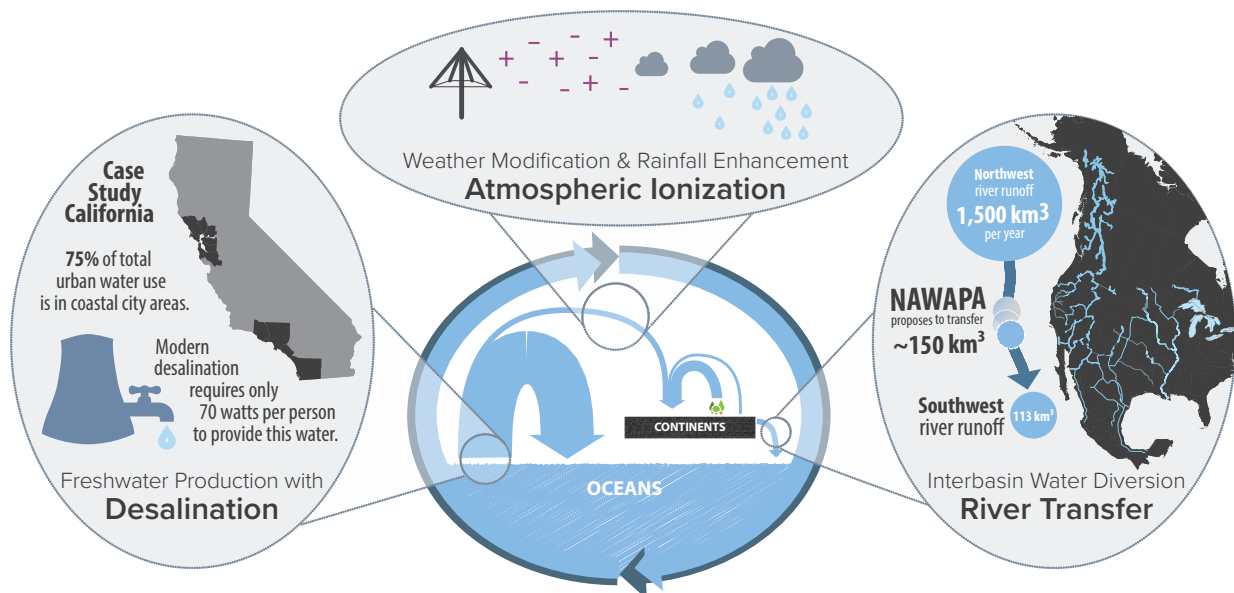 Weather Modification & Rainfall Enhancement
Atmospheric Ionization
Case
Study
California
75% of total
urban water use
is in coastal city areas.
Modern
desalination
requires only
70 watts per person
to provide this water.
Freshwater Production with
Desalination
CONTINENTS
OCEANS
Northwest
river runoff
1,500 km³
per year
NAWAPA
proposes to transfer
~150 km³
Southwest
river runoff
113 km³
Interbasin Water Diversion
River Transfer